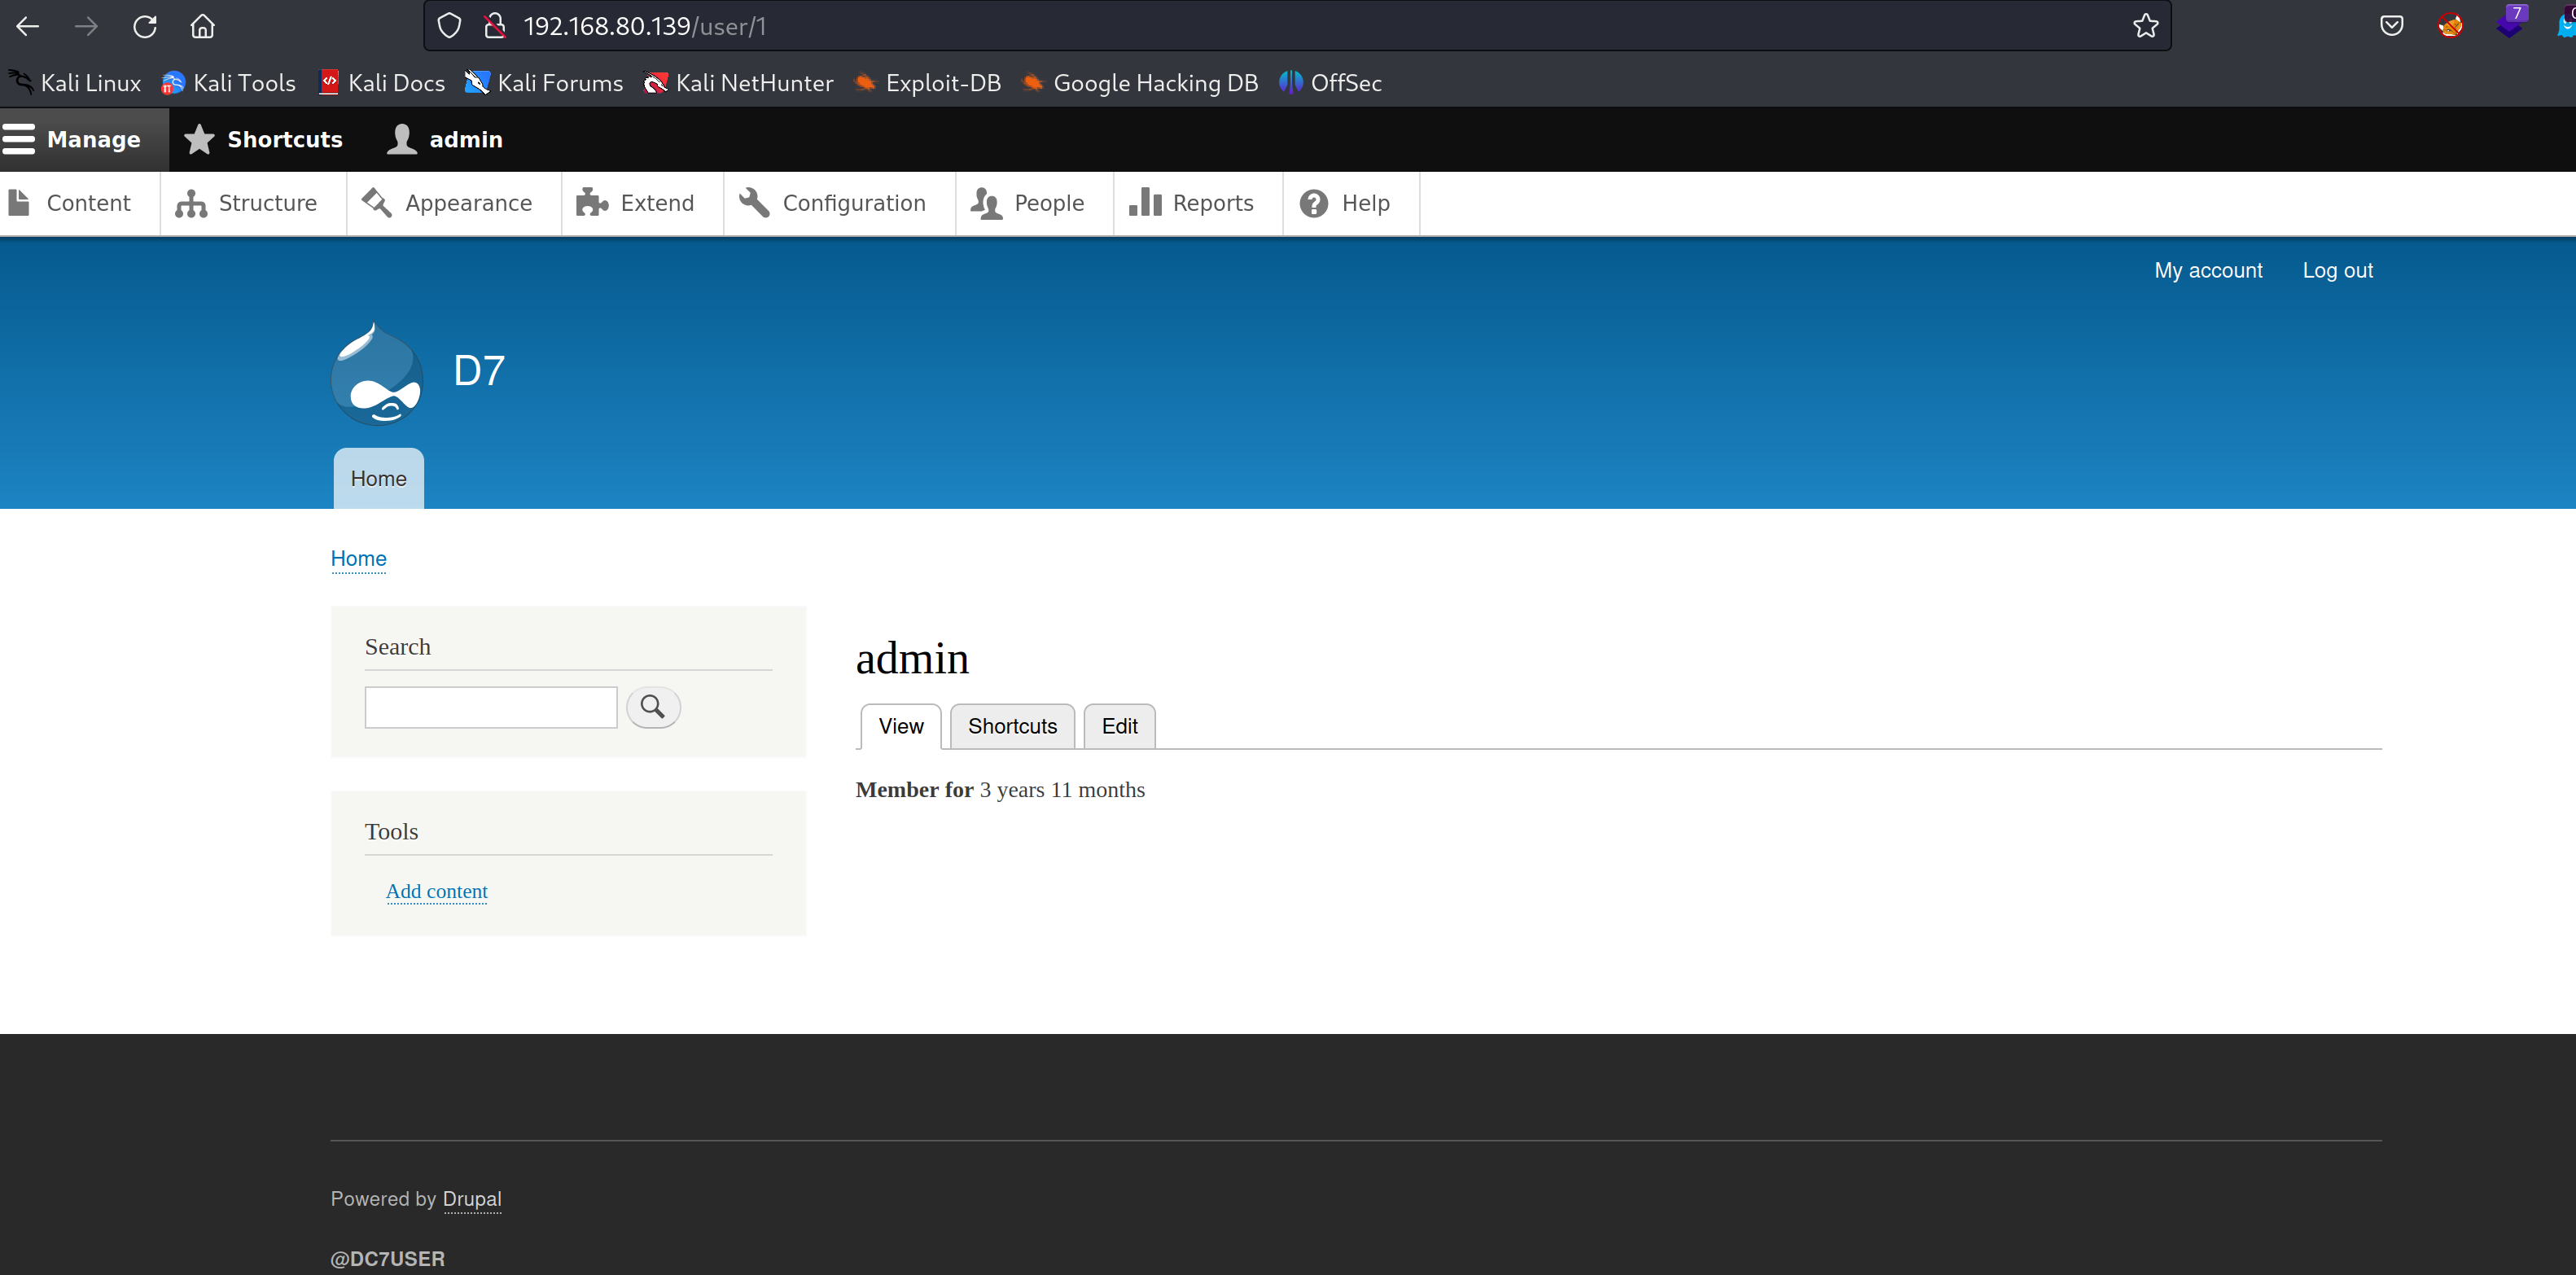 192.168.80.139/user/1
7
Kali Linux Kali Tools Kali Docs Kali Forums Kali NetHunter Exploit-DB Google Hacking DB OffSec
Manage Shortcuts admin
Content Structure Appearance Extend Configuration People Reports Help
My account Log out
D7
Home
Home
Search
admin
View Shortcuts Edit
Member for 3 years 11 months
Tools
Add content
Powered by Drupal
@DC7USER